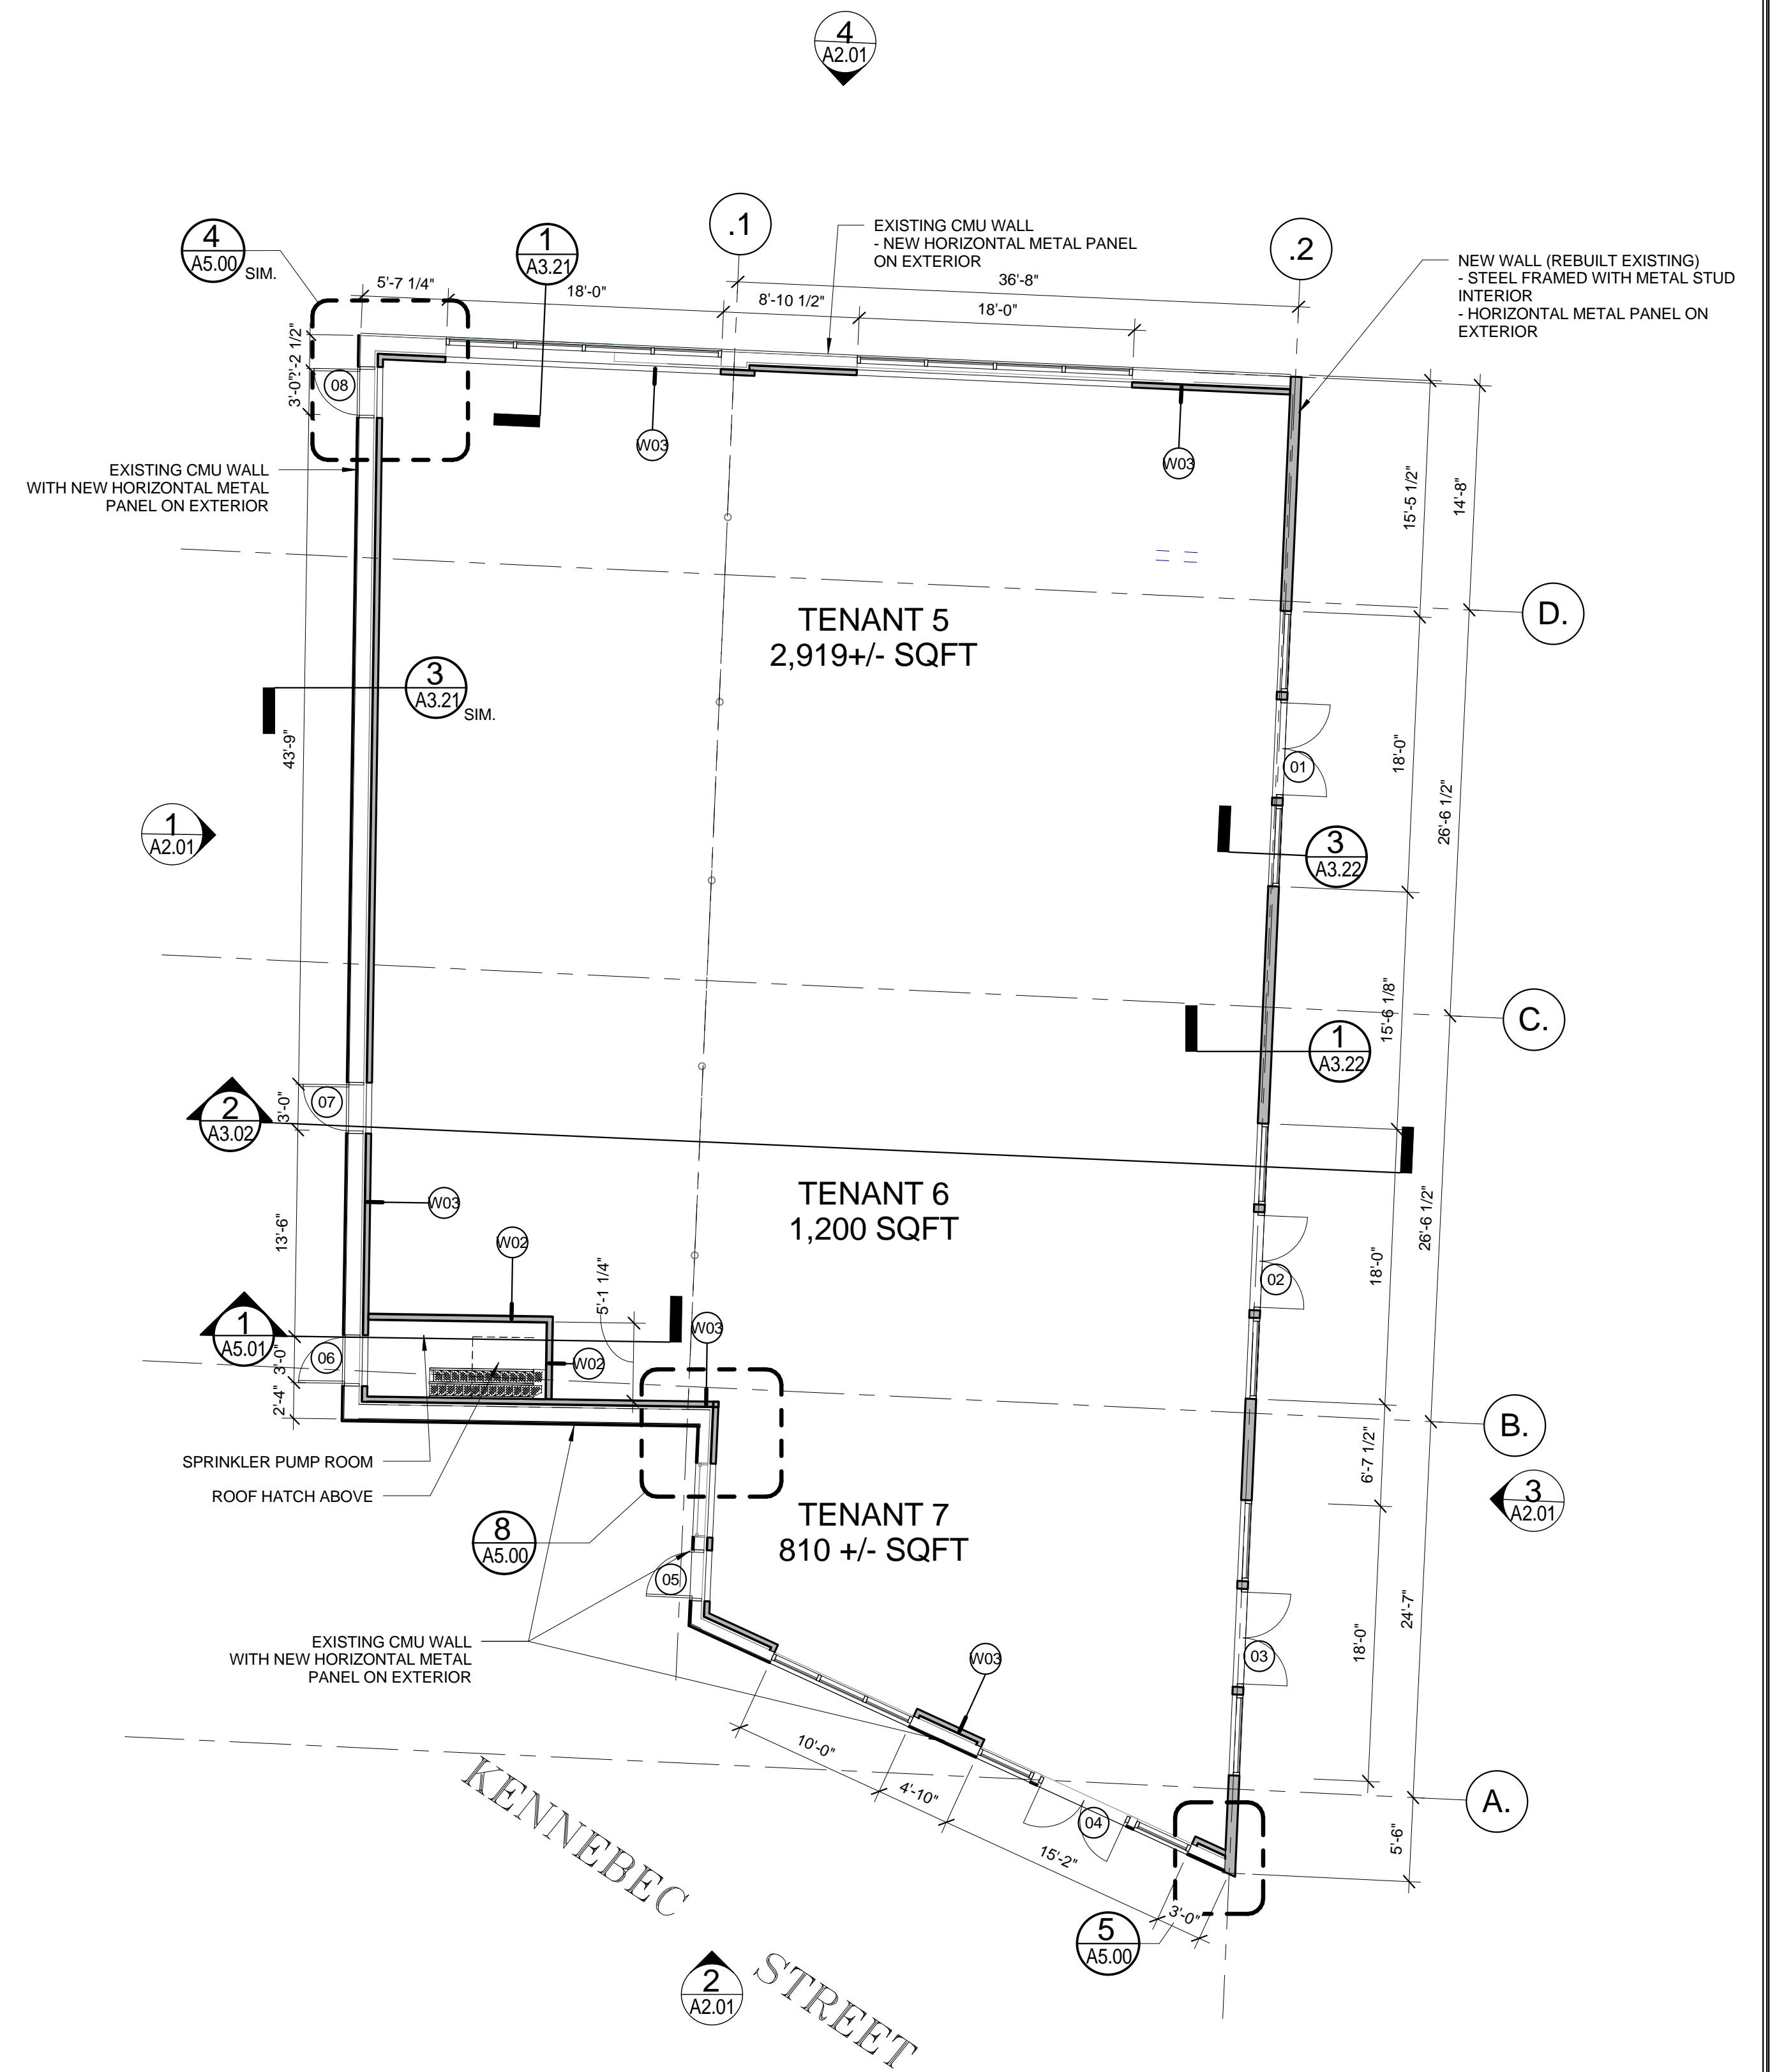 4
A2.01
4
A5.00
SIM.
1
A3.21
.1
.2
EXISTING CMU WALL
- NEW HORIZONTAL METAL PANEL
ON EXTERIOR
NEW WALL (REBUILT EXISTING)
- STEEL FRAMED WITH METAL STUD
INTERIOR
- HORIZONTAL METAL PANEL ON
EXTERIOR
5'-7 1/4"
18'-0"
8'-10 1/2"
36'-8"
18'-0"
3'-0"
08
W03
W03
EXISTING CMU WALL
WITH NEW HORIZONTAL METAL
PANEL ON EXTERIOR
15'-5 1/2"
14'-8"
D.
TENANT 5
2,919+/- SQFT
3
A3.21
SIM.
43'-9"
01
18'-0"
26'-6 1/2"
1
A2.01
3
A3.22
C.
15'-6 1/8"
1
A3.22
07
3'-0"
2
A3.02
TENANT 6
1,200 SQFT
W03
W02
13'-6"
5'-1 1/4"
02
18'-0"
26'-6 1/2"
1
A5.01
06
3'-0"
W02
W03
2'-4"
B.
SPRINKLER PUMP ROOM
ROOF HATCH ABOVE
6'-7 1/2"
3
A2.01
TENANT 7
810 +/- SQFT
8
A5.00
05
EXISTING CMU WALL
WITH NEW HORIZONTAL METAL
PANEL ON EXTERIOR
W03
03
18'-0"
24'-7"
10'-0"
4'-10"
04
15'-2"
3'-0"
A.
5'-6"
5
A5.00
KENNEBEC
STREET
2
A2.01